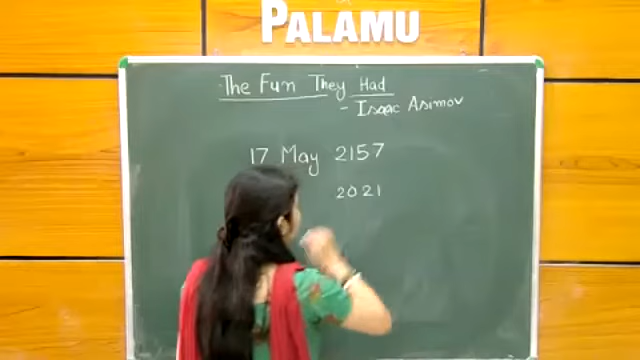 PALAMU
The Fun They Had
- Isaac Asimov
17 May 2157
2021